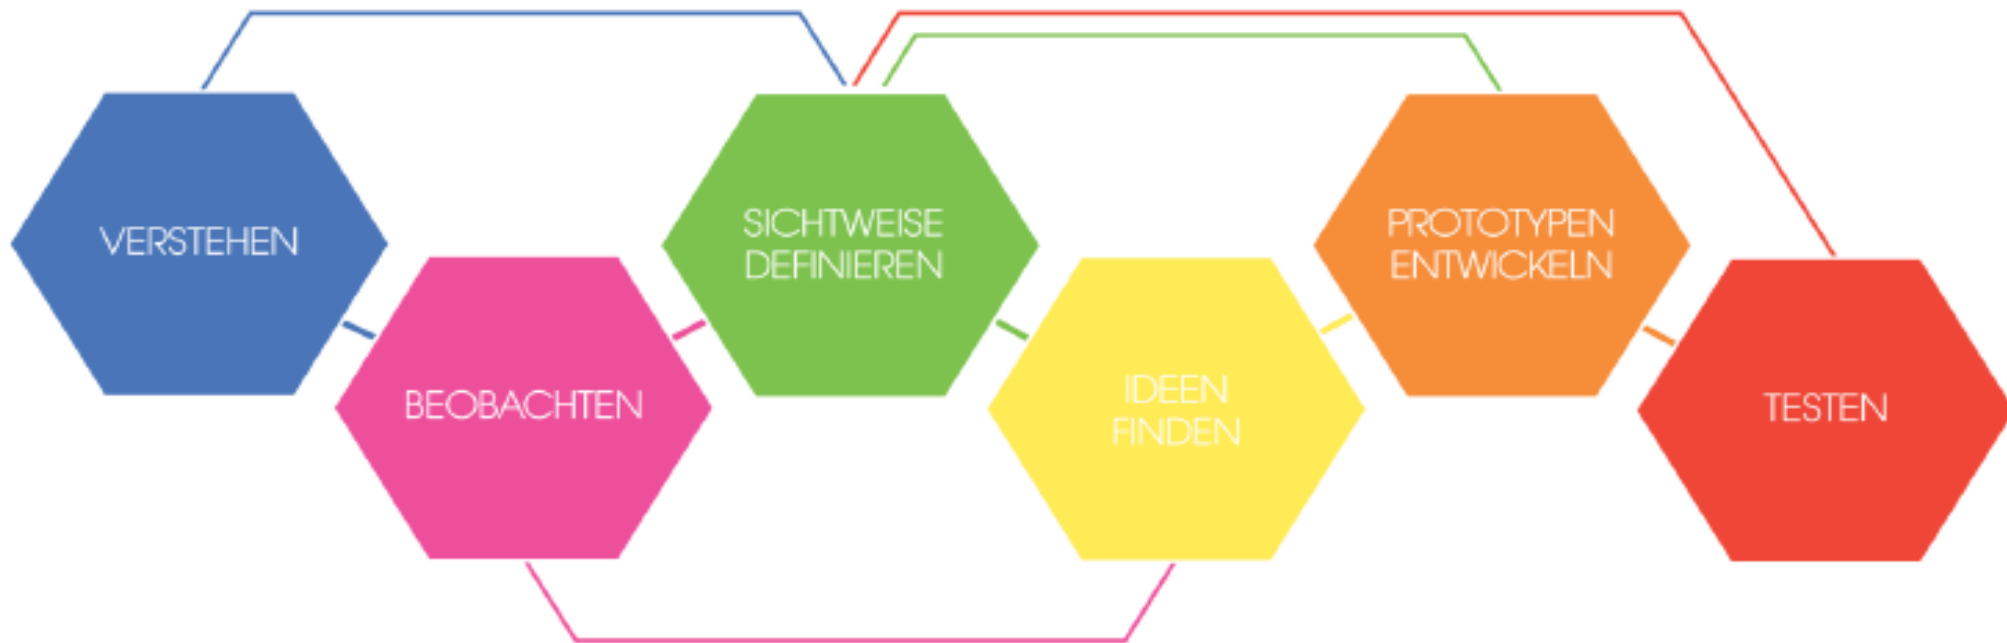 VERSTEHEN
BEOBACHTEN
SICHTWEISE
DEFINIEREN
IDEEN
FINDEN
PROTOTYPEN
ENTWICKELN
TESTEN